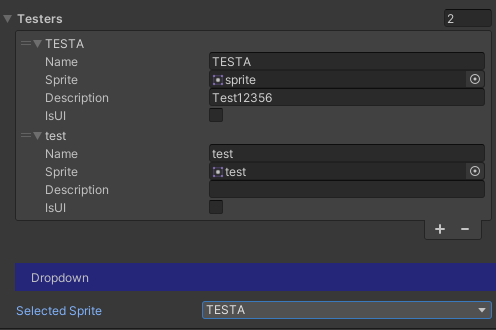 Testers 2
TESTA
Name TESTA
Sprite sprite
Description Test12356
IsUI
test
Name test
Sprite test
Description
IsUI
+ -
Dropdown
Selected Sprite TESTA